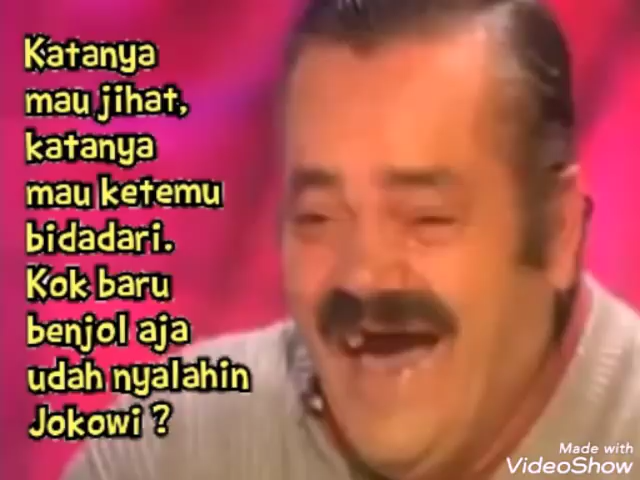 Katanya
mau jihat,
katanya
mau ketemu
bidadari.
Kok baru
benjol aja
udah nyalahin
Jokowi ?
Made with
VideoShow